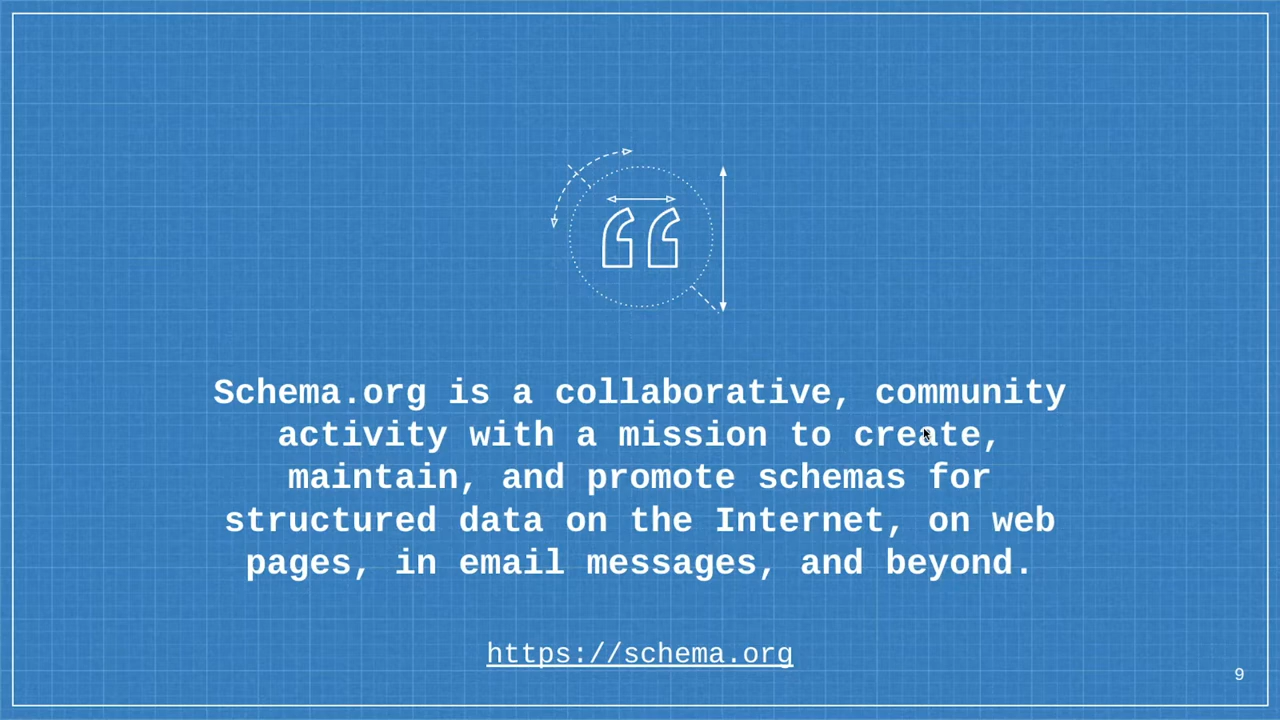 Schema.org is a collaborative, community
activity with a mission to create,
maintain, and promote schemas for
structured data on the Internet, on web
pages, in email messages, and beyond.
https://schema.org
9